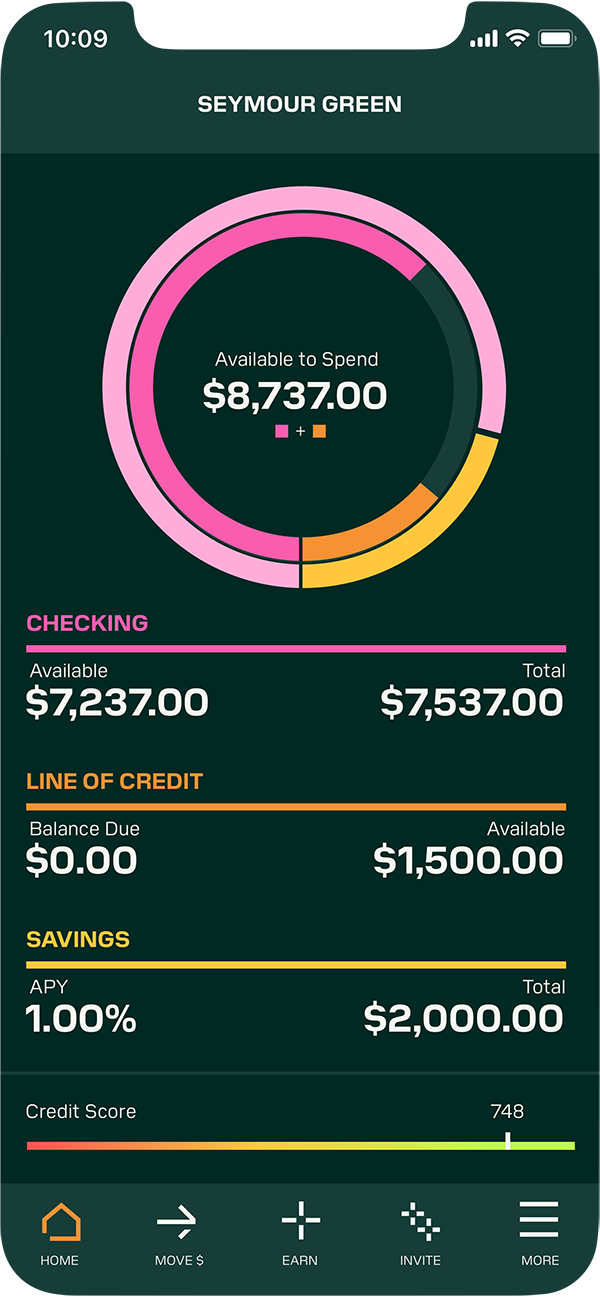 10:09
SEYMOUR GREEN
Available to Spend
$8,737.00
+
CHECKING
Available Total
$7,237.00 $7,537.00
LINE OF CREDIT
Balance Due Available
$0.00 $1,500.00
SAVINGS
APY Total
1.00% $2,000.00
Credit Score 748
HOME MOVE $ EARN INVITE MORE